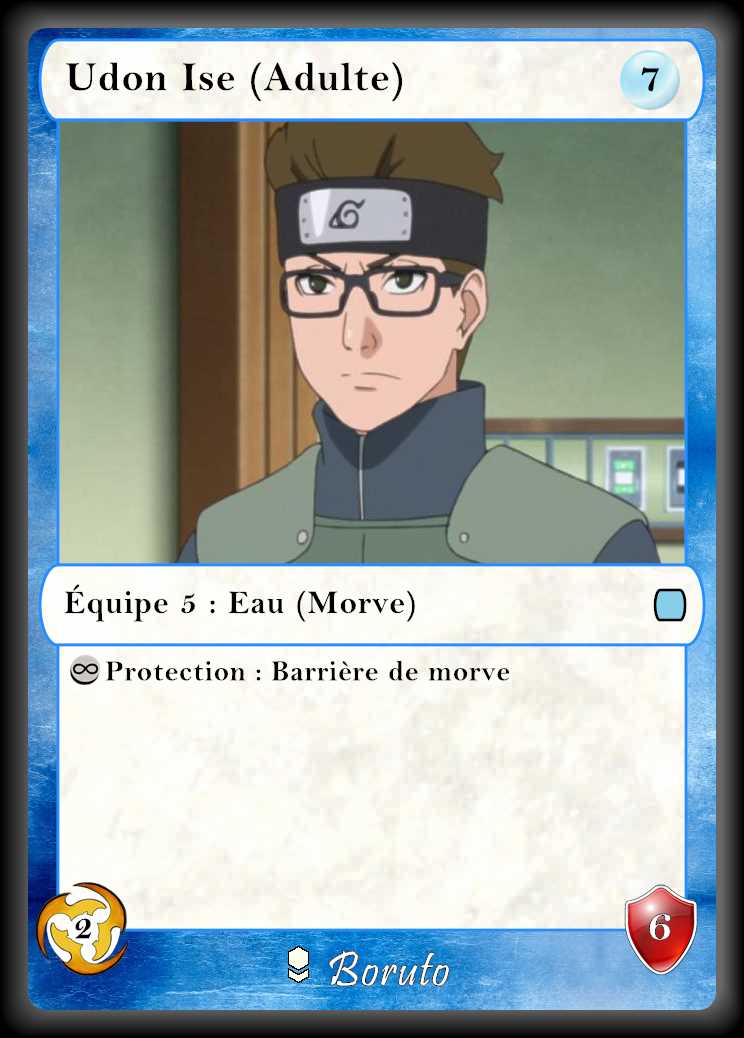 Udon Ise (Adulte)
7
Équipe 5 : Eau (Morve)
Protection : Barrière de morve
2
6
Boruto